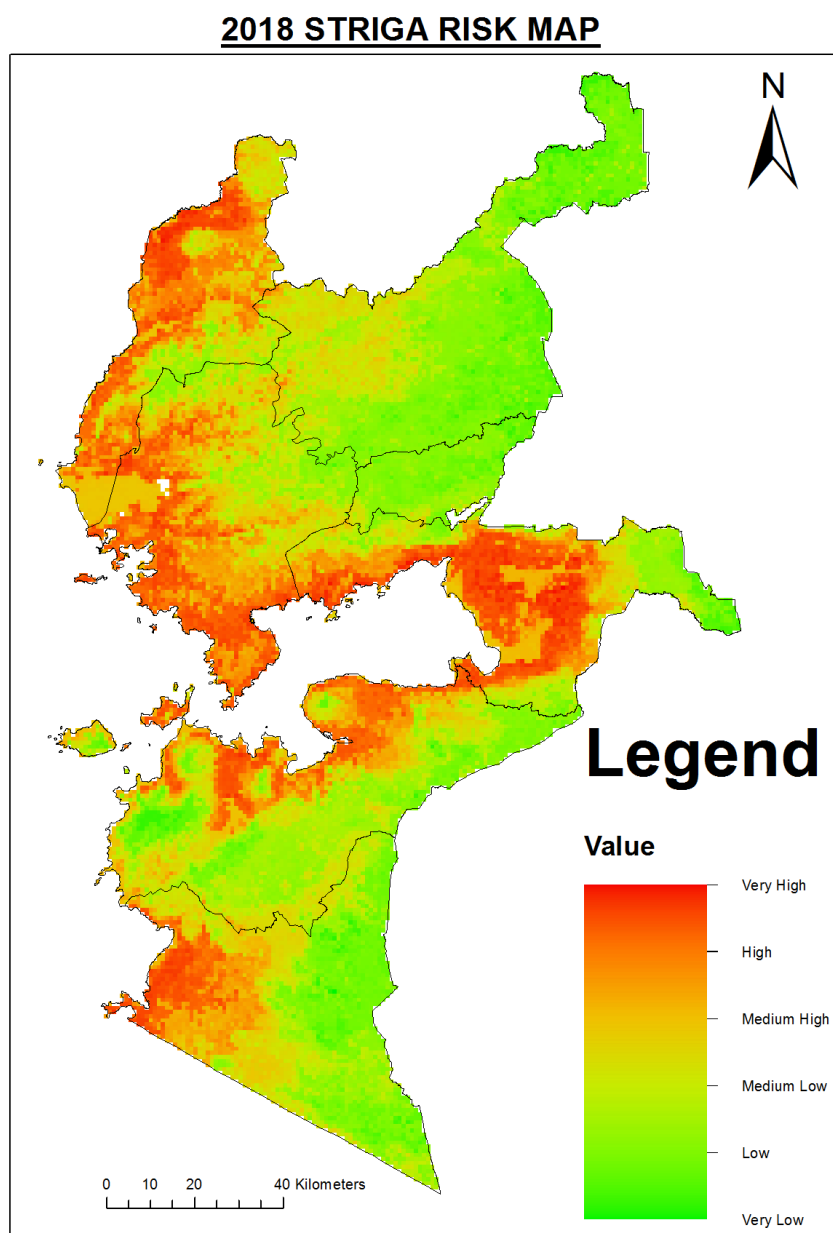 2018 STRIGA RISK MAP
N
Legend
Value
Very High
High
Medium High
Medium Low
Low
Very Low
0 10 20 40 Kilometers